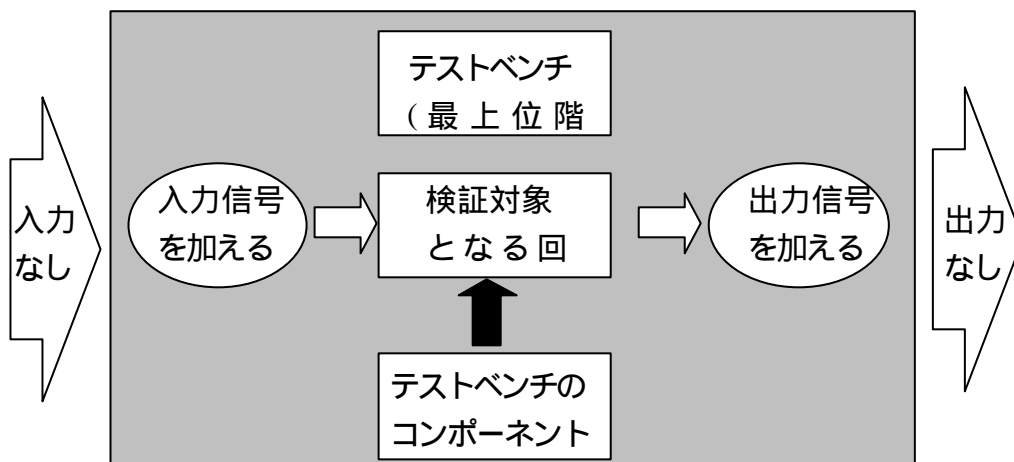 テストベンチ
(最上位階
入力
なし
入力信号
を加える
検証対象
となる回
出力信号
を加える
出力
なし
テストベンチの
コンポーネント